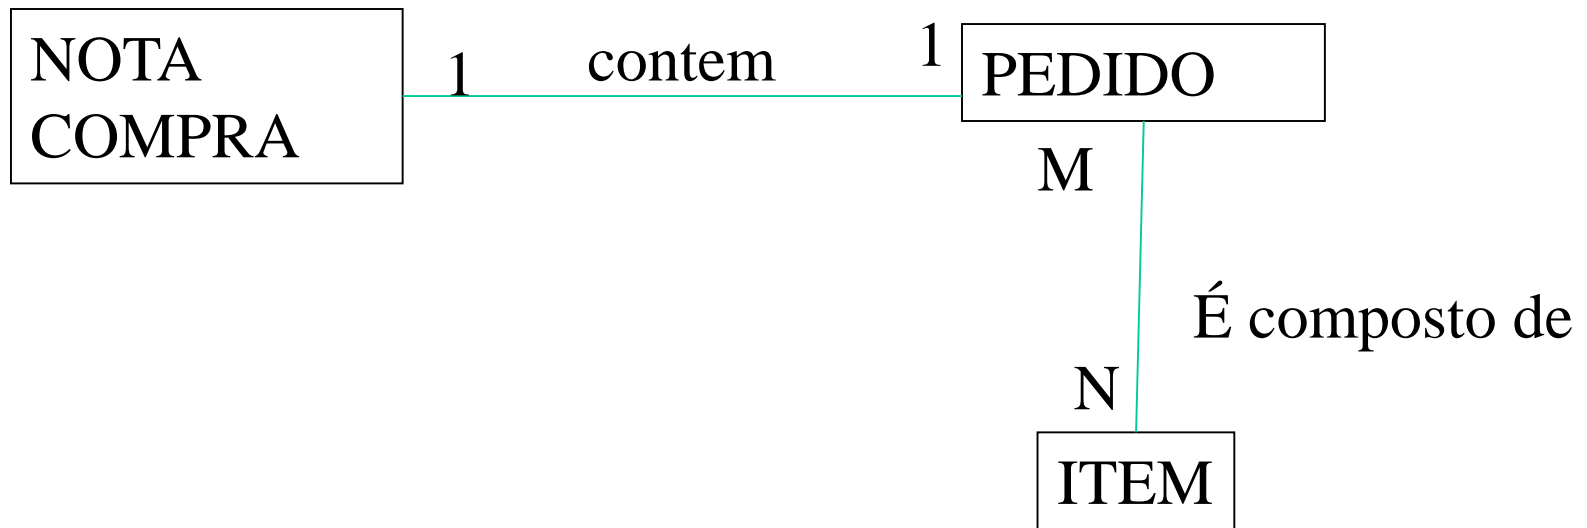 NOTA
COMPRA
1
contem
1
PEDIDO
M
É composto de
N
ITEM